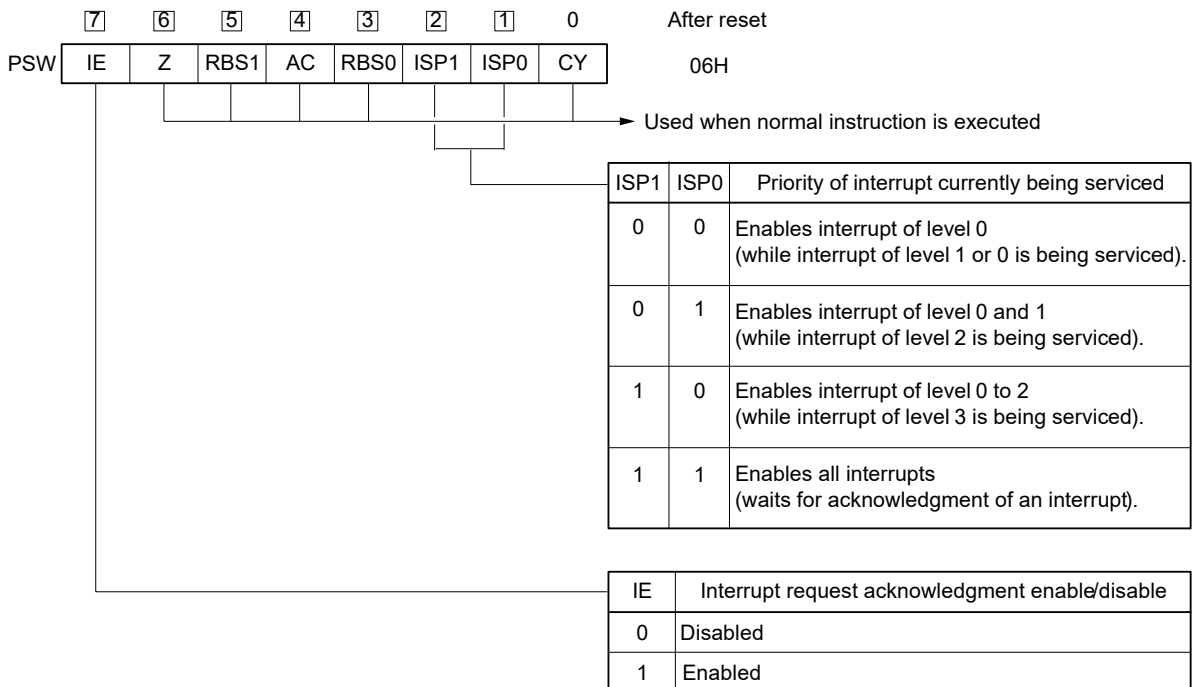 7 6 5 4 3 2 1 0 After reset
PSW IE Z RBS1 AC RBS0 ISP1 ISP0 CY 06H
Used when normal instruction is executed
ISP1 ISP0 Priority of interrupt currently being serviced
0 0 Enables interrupt of level 0
(while interrupt of level 1 or 0 is being serviced).
0 1 Enables interrupt of level 0 and 1
(while interrupt of level 2 is being serviced).
1 0 Enables interrupt of level 0 to 2
(while interrupt of level 3 is being serviced).
1 1 Enables all interrupts
(waits for acknowledgment of an interrupt).
IE Interrupt request acknowledgment enable/disable
0 Disabled
1 Enabled